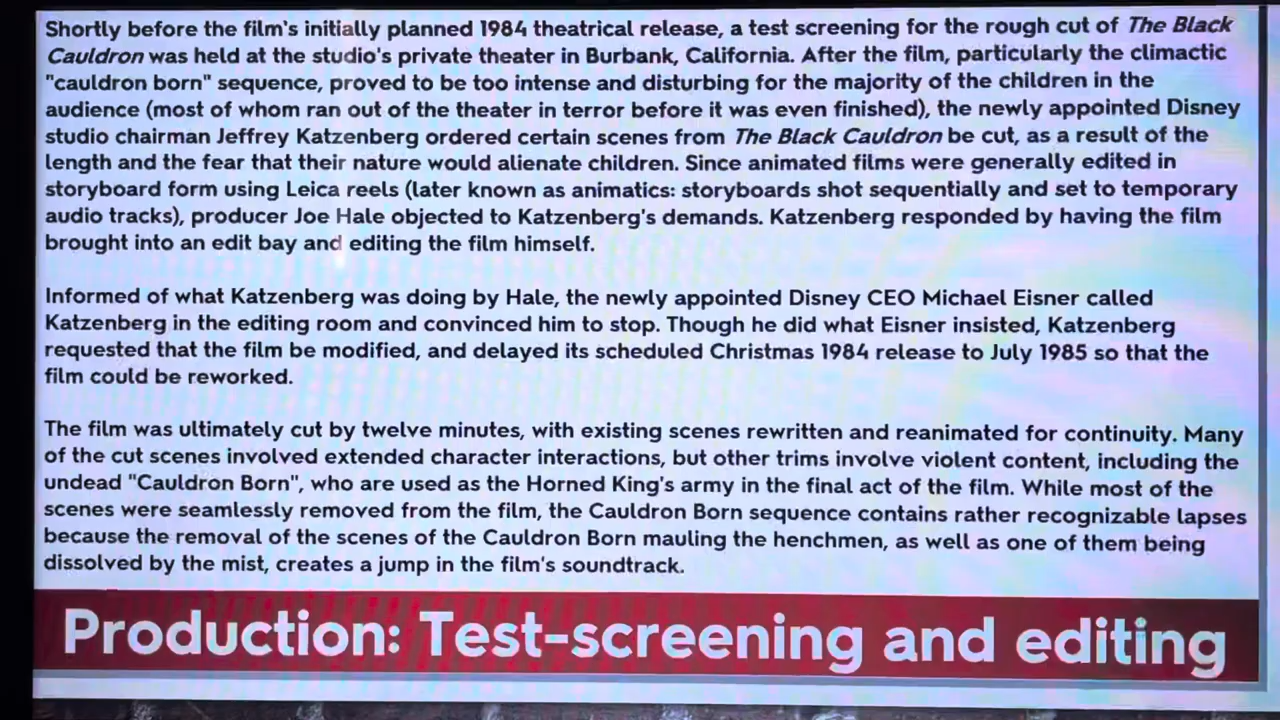 Shortly before the film's initially planned 1984 theatrical release, a test screening for the rough cut of The Black
Cauldron was held at the studio's private theater in Burbank, California. After the film, particularly the climactic
"cauldron born" sequence, proved to be too intense and disturbing for the majority of the children in the
audience (most of whom ran out of the theater in terror before it was even finished), the newly appointed Disney
studio chairman Jeffrey Katzenberg ordered certain scenes from The Black Cauldron be cut, as a result of the
length and the fear that their nature would alienate children. Since animated films were generally edited in
storyboard form using Leica reels (later known as animatics: storyboards shot sequentially and set to temporary
audio tracks), producer Joe Hale objected to Katzenberg's demands. Katzenberg responded by having the film
brought into an edit bay and editing the film himself.
Informed of what Katzenberg was doing by Hale, the newly appointed Disney CEO Michael Eisner called
Katzenberg in the editing room and convinced him to stop. Though he did what Eisner insisted, Katzenberg
requested that the film be modified, and delayed its scheduled Christmas 1984 release to July 1985 so that the
film could be reworked.
The film was ultimately cut by twelve minutes, with existing scenes rewritten and reanimated for continuity. Many
of the cut scenes involved extended character interactions, but other trims involve violent content, including the
undead "Cauldron Born", who are used as the Horned King's army in the final act of the film. While most of the
scenes were seamlessly removed from the film, the Cauldron Born sequence contains rather recognizable lapses
because the removal of the scenes of the Cauldron Born mauling the henchmen, as well as one of them being
dissolved by the mist, creates a jump in the film's soundtrack.
Production: Test-screening and editing